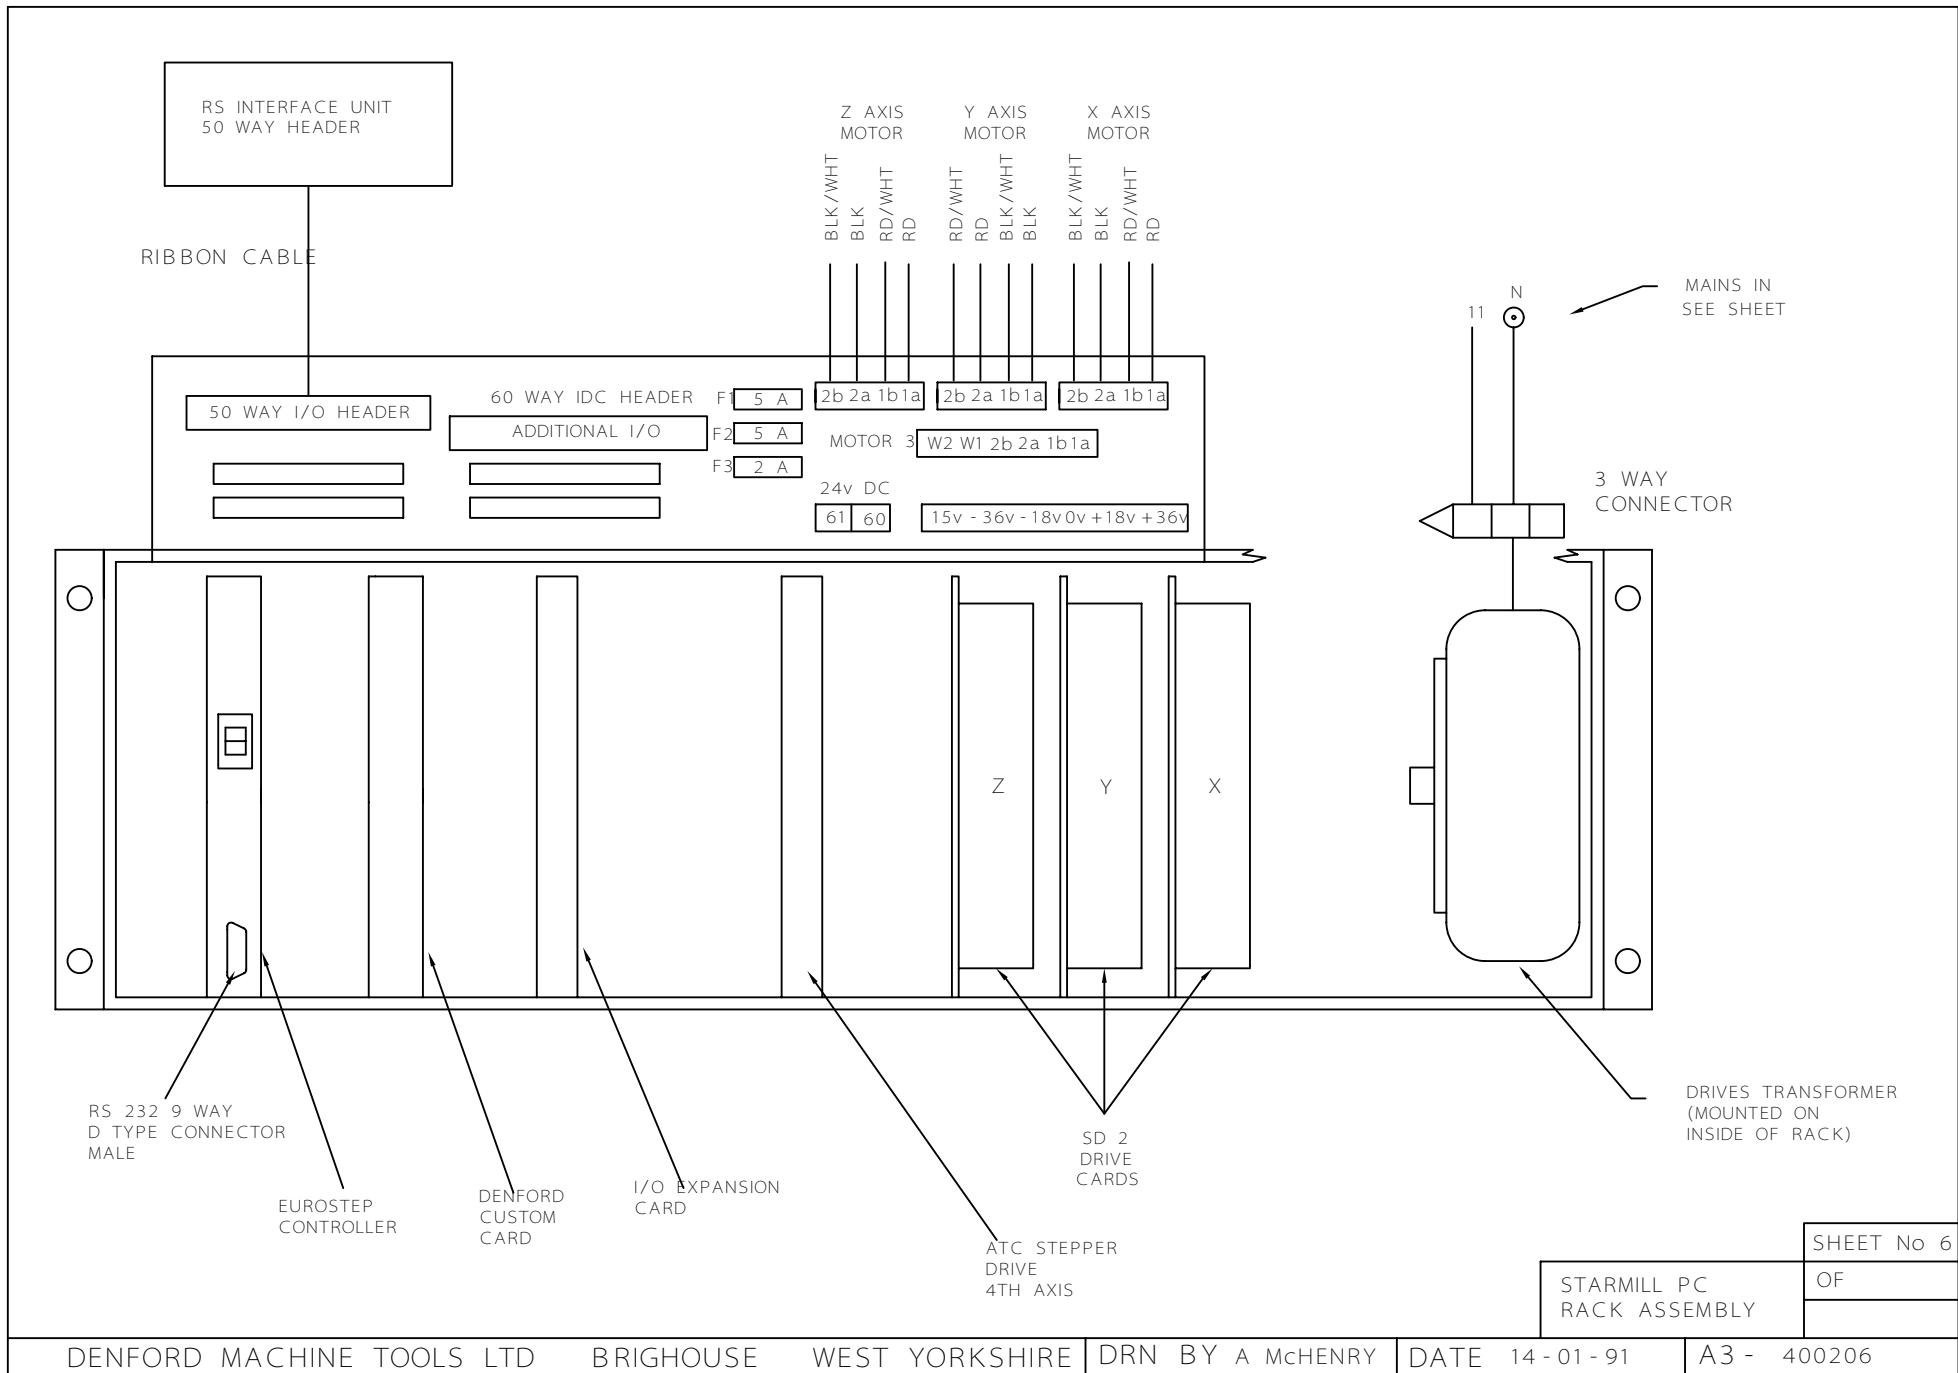 RS INTERFACE UNIT
50 WAY HEADER
RIBBON CABLE
Z AXIS
MOTOR
Y AXIS
MOTOR
X AXIS
MOTOR
BLK/WHT
BLK
RD/WHT
RD
RD/WHT
RD
BLK/WHT
BLK
BLK/WHT
BLK
RD/WHT
RD
11
N
MAINS IN
SEE SHEET
50 WAY I/O HEADER
60 WAY IDC HEADER
ADDITIONAL I/O
F1 5 A
F2 5 A
F3 2 A
2b 2a 1b 1a
2b 2a 1b 1a
2b 2a 1b 1a
MOTOR 3 W2 W1 2b 2a 1b 1a
24v DC
61 60
15v - 36v - 18v 0v + 18v + 36v
3 WAY
CONNECTOR
Z
Y
X
RS 232 9 WAY
D TYPE CONNECTOR
MALE
EUROSTEP
CONTROLLER
DENFORD
CUSTOM
CARD
I/O EXPANSION
CARD
ATC STEPPER
DRIVE
4TH AXIS
SD 2
DRIVE
CARDS
DRIVES TRANSFORMER
(MOUNTED ON
INSIDE OF RACK)
SHEET No 6
OF
STARMILL PC
RACK ASSEMBLY
DENFORD MACHINE TOOLS LTD BRIGHOUSE WEST YORKSHIRE DRN BY A McHENRY DATE 14 - 01 - 91 A3 - 400206